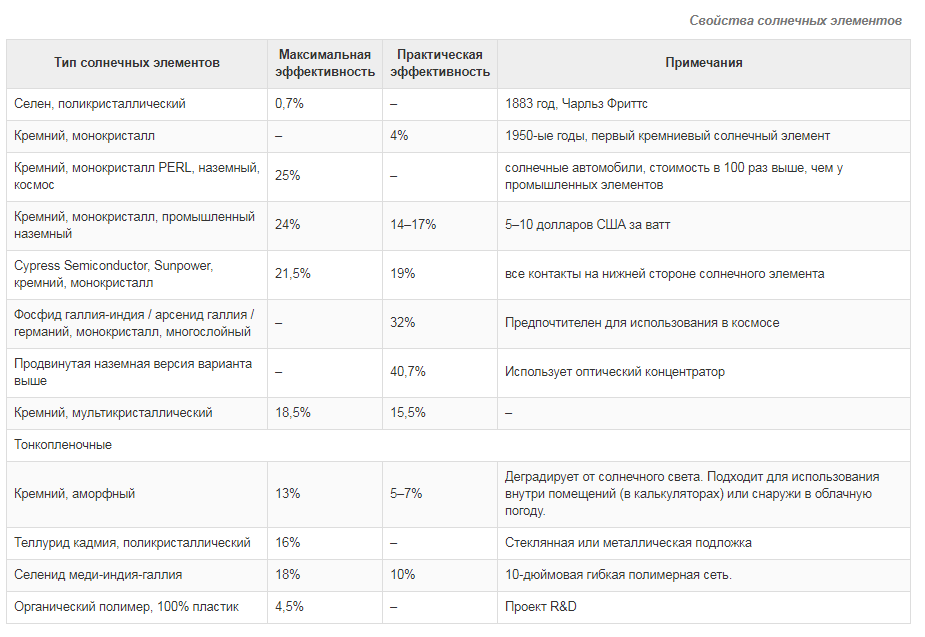 Свойства солнечных элементов
Тип солнечных элементов
Максимальная
эффективность
Практическая
эффективность
Примечания
Селен, поликристаллический
0,7%
–
1883 год, Чарльз Фриттс
Кремний, монокристалл
–
4%
1950-ые годы, первый кремниевый солнечный элемент
Кремний, монокристалл PERL, наземный,
космос
25%
–
солнечные автомобили, стоимость в 100 раз выше, чем у
промышленных элементов
Кремний, монокристалл, промышленный
наземный
24%
14–17%
5–10 долларов США за ватт
Cypress Semiconductor, Sunpower,
кремний, монокристалл
21,5%
19%
все контакты на нижней стороне солнечного элемента
Фосфид галлия-индия / арсенид галлия /
германий, монокристалл, многослойный
–
32%
Предпочтителен для использования в космосе
Продвинутая наземная версия варианта
выше
–
40,7%
Использует оптический концентратор
Кремний, мультикристаллический
18,5%
15,5%
–
Тонкопленочные
Кремний, аморфный
13%
5–7%
Деградирует от солнечного света. Подходит для использования
внутри помещений (в калькуляторах) или снаружи в облачную
погоду.
Теллурид кадмия, поликристаллический
16%
–
Стеклянная или металлическая подложка
Селенид меди-индия-галлия
18%
10%
10-дюймовая гибкая полимерная сеть.
Органический полимер, 100% пластик
4,5%
–
Проект R&D